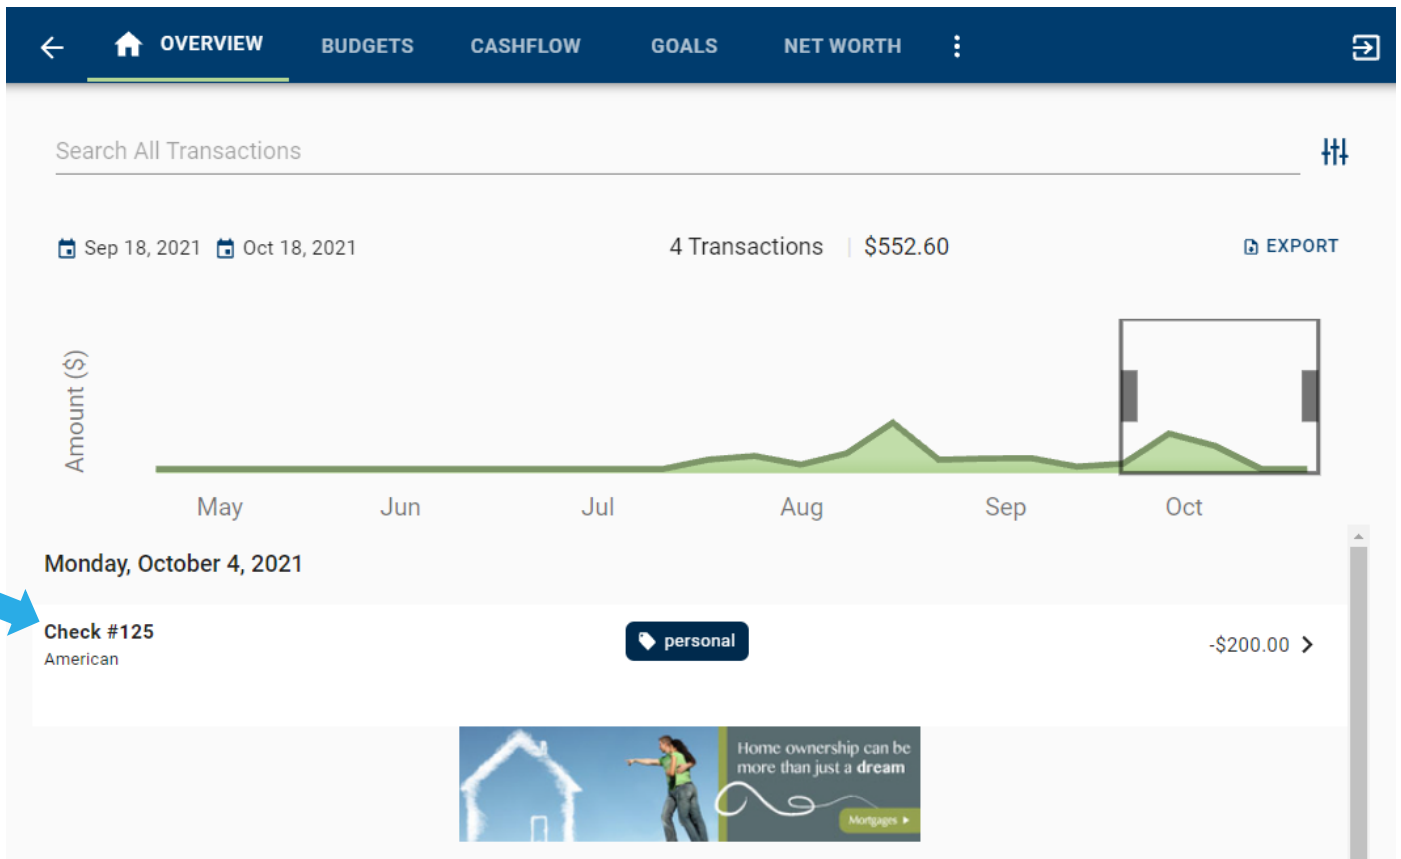 OVERVIEW BUDGETS CASHFLOW GOALS NET WORTH
Search All Transactions
Sep 18, 2021 Oct 18, 2021 4 Transactions | $552.60 EXPORT
Amount ($)
May Jun Jul Aug Sep Oct
Monday, October 4, 2021
Check #125 personal -$200.00
American
Home ownership can be
more than just a dream
Mortgages